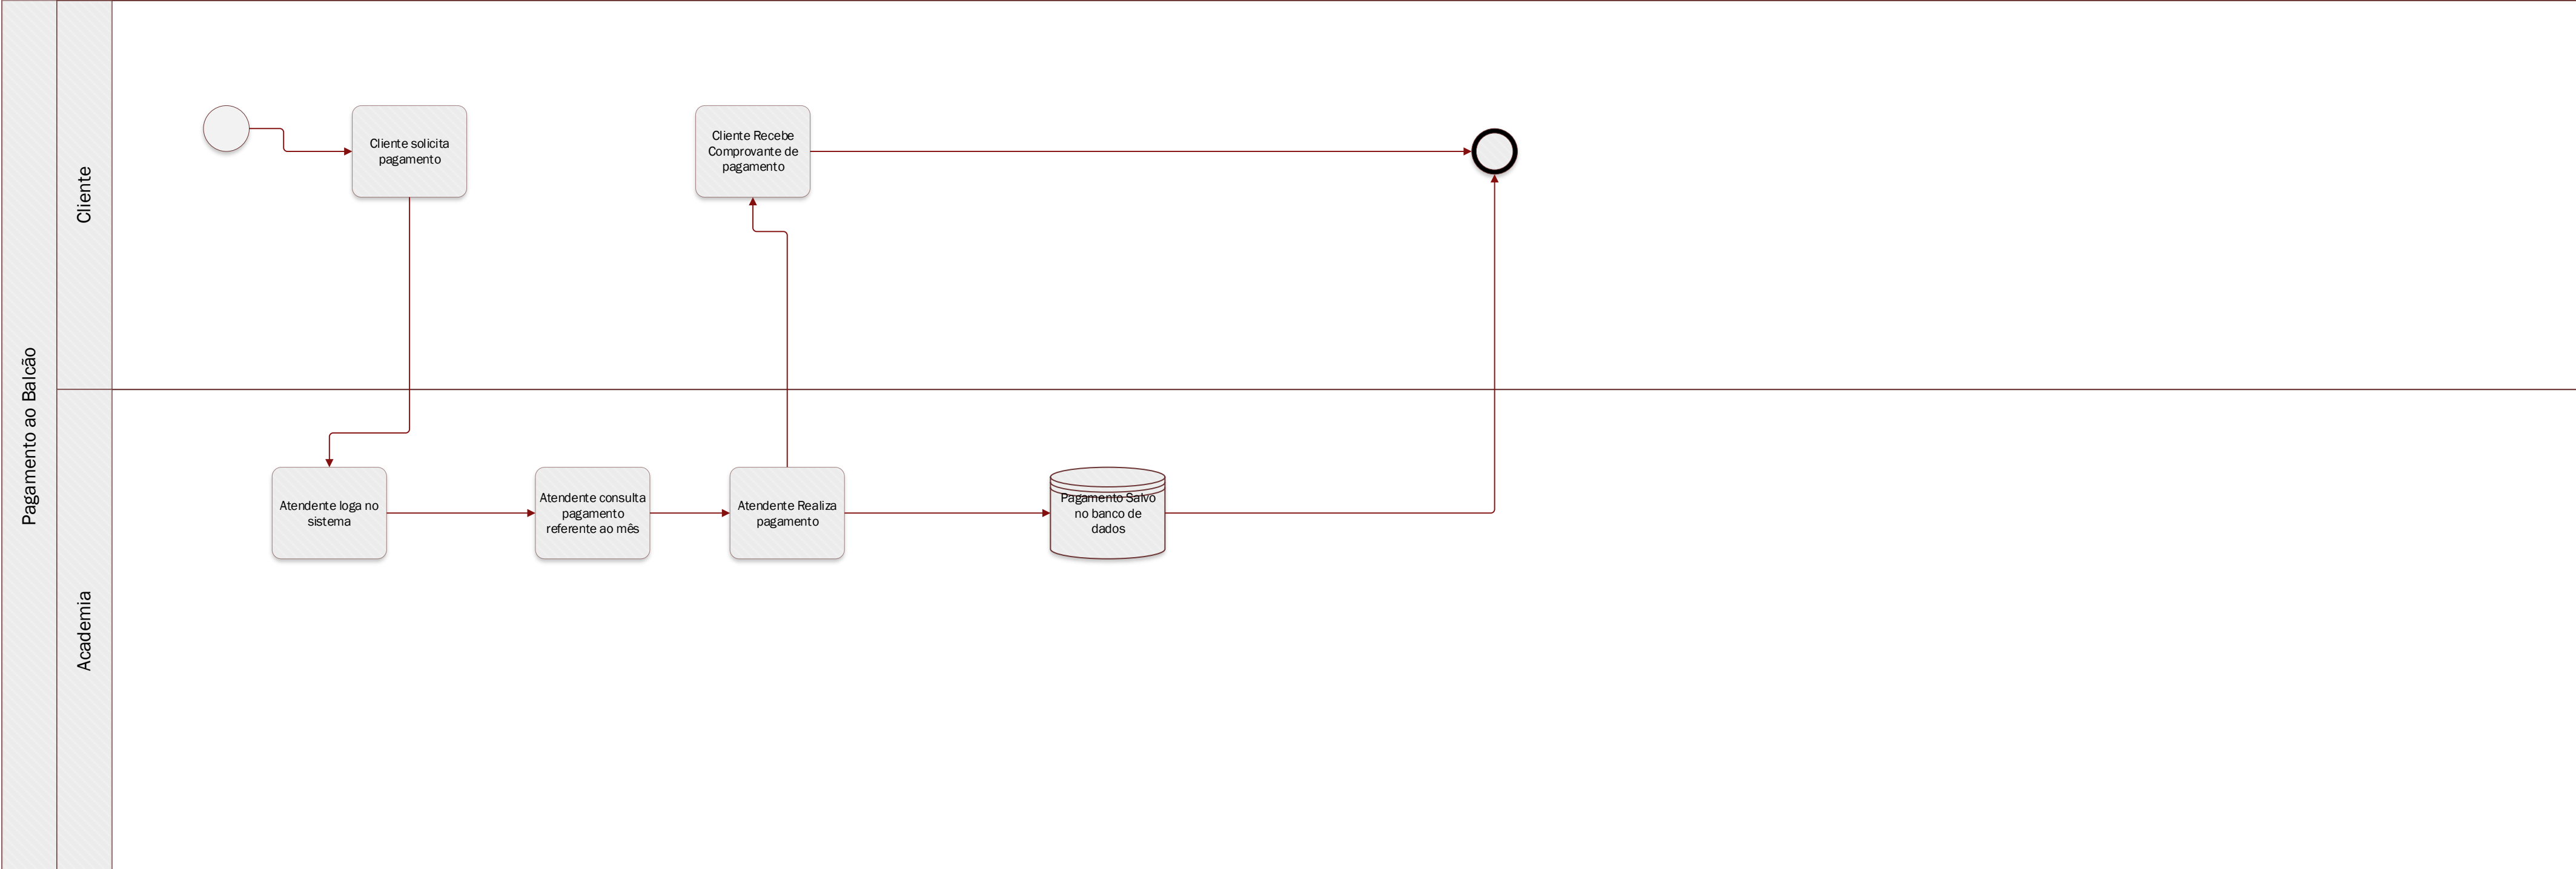 Pagamento ao Balcão
Cliente
Cliente solicita
pagamento
Cliente Recebe
Comprovante de
pagamento
Academia
Atendente loga no
sistema
Atendente consulta
pagamento
referente ao mês
Atendente Realiza
pagamento
Pagamento Salvo
no banco de
dados